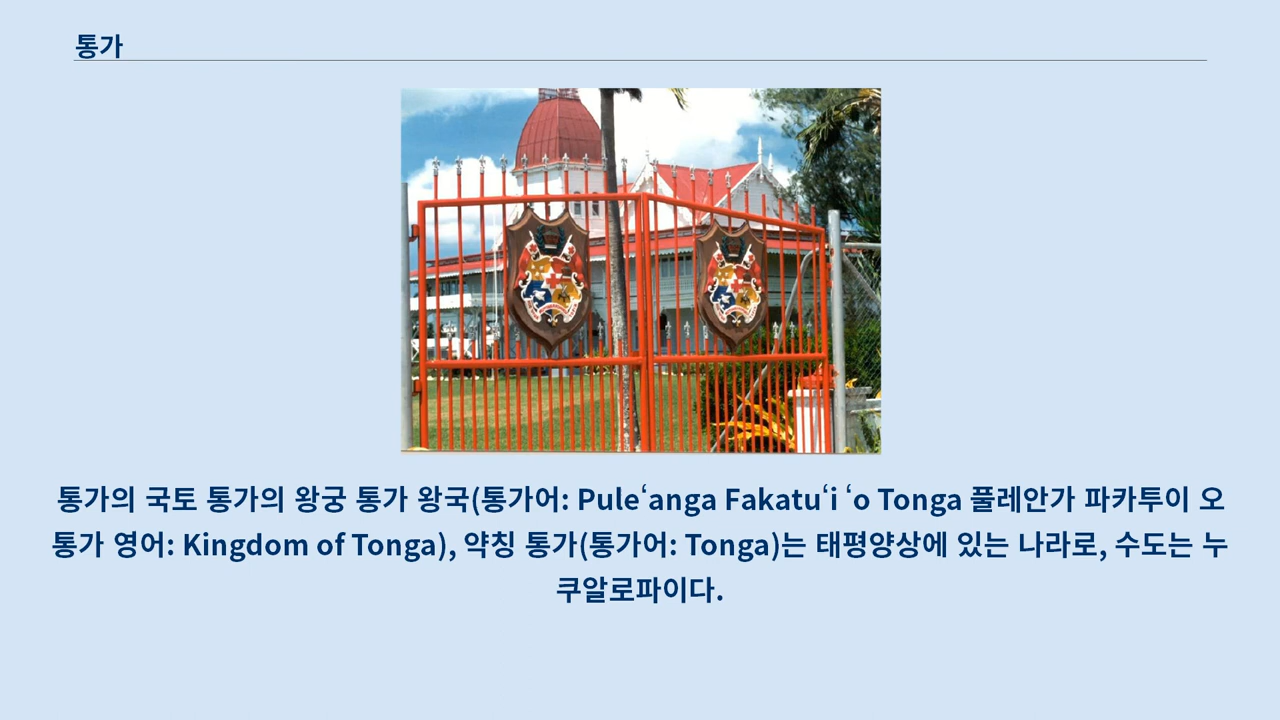 통가
통가의 국토 통가의 왕궁 통가 왕국(통가어: Puleʻanga Fakatuʻi ʻo Tonga 풀레안가 파카투이 오
통가 영어: Kingdom of Tonga), 약칭 통가(통가어: Tonga)는 태평양상에 있는 나라로, 수도는 누
쿠알로파이다.